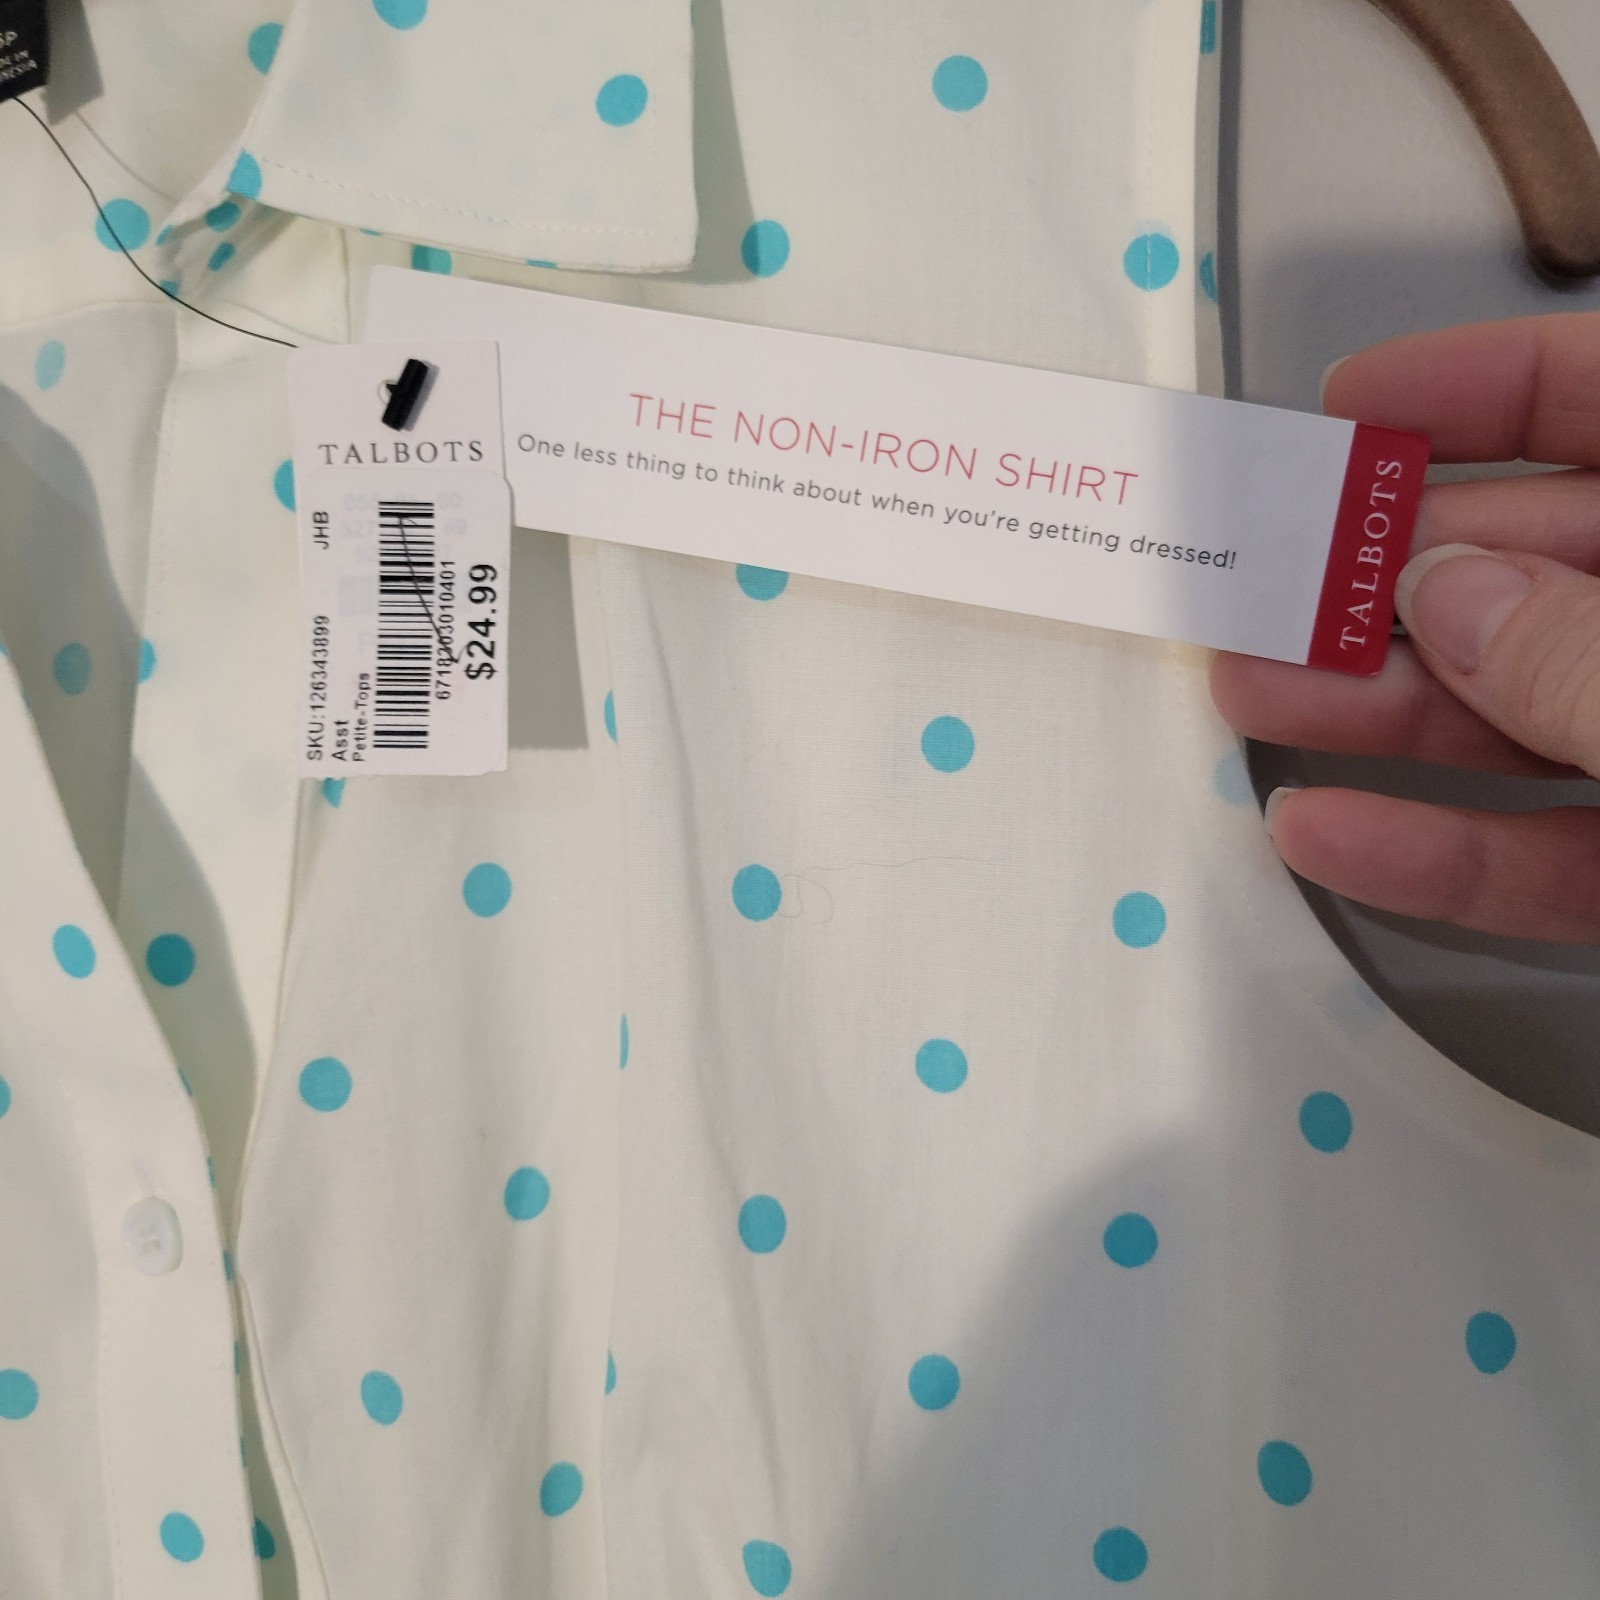 THE NON-IRON SHIRT
One less thing to think about when you're getting dressed!
TALBOTS
TALBOTS
JHB
SKU:126343899
Asst
Petite-Tops
$24.99